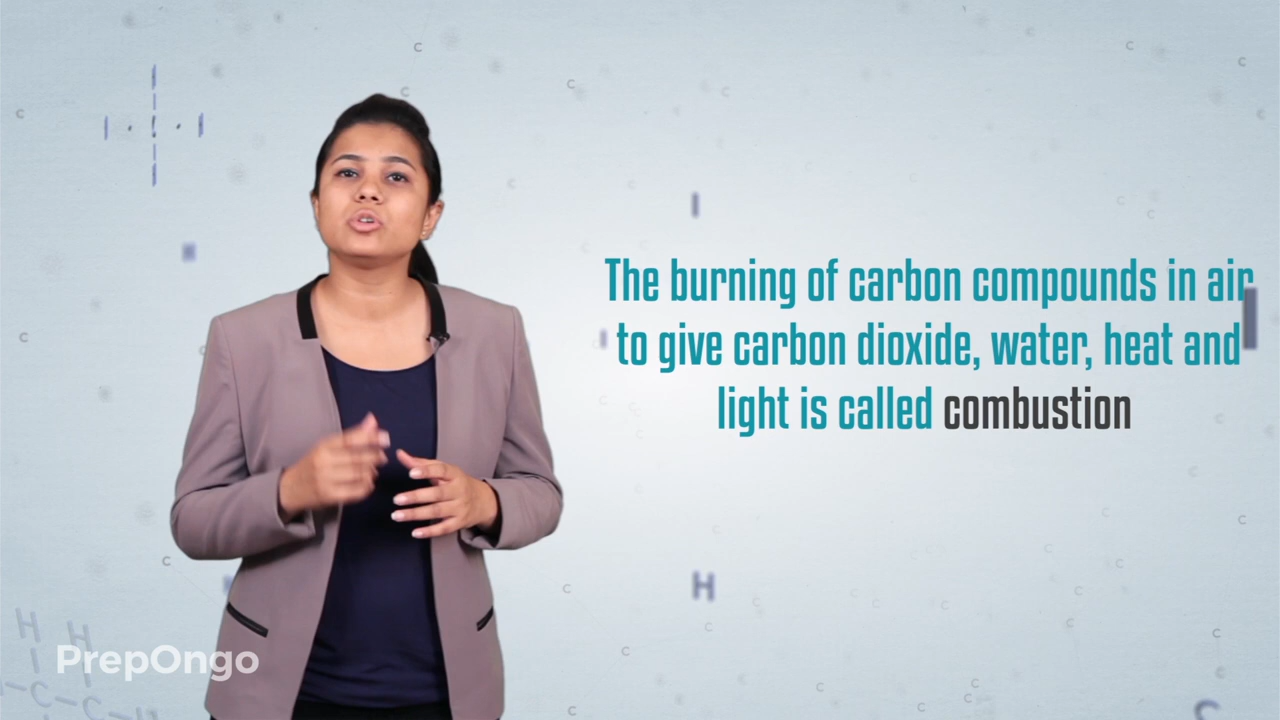 The burning of carbon compounds in air
to give carbon dioxide, water, heat and
light is called combustion
H
H H
C C H
C
PrepOngo